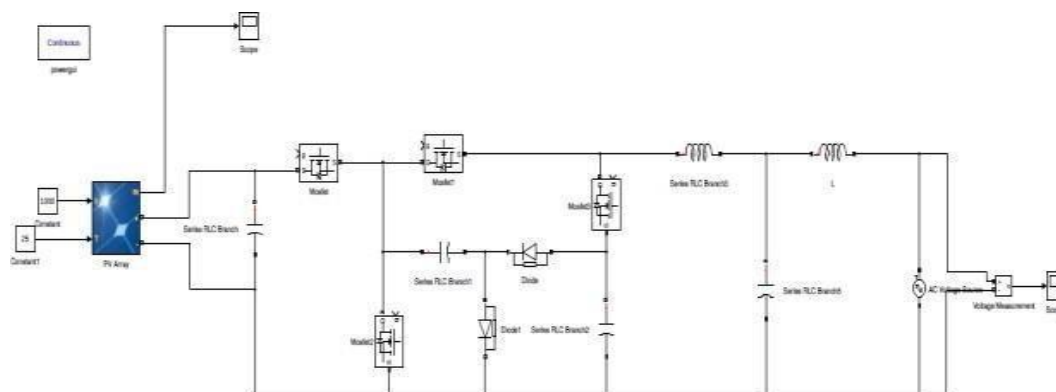 Continuous
powergui
Scope
Mosfet
Mosfet1
1000
Constant
25
Constant1
PV Array
Series RLC Branch
Mosfet3
Series RLC Branch3
L
Series RLC Branch1
Diode
Mosfet2
Diode1
Series RLC Branch2
Series RLC Branch5
AC Voltage Source
Voltage Measurement